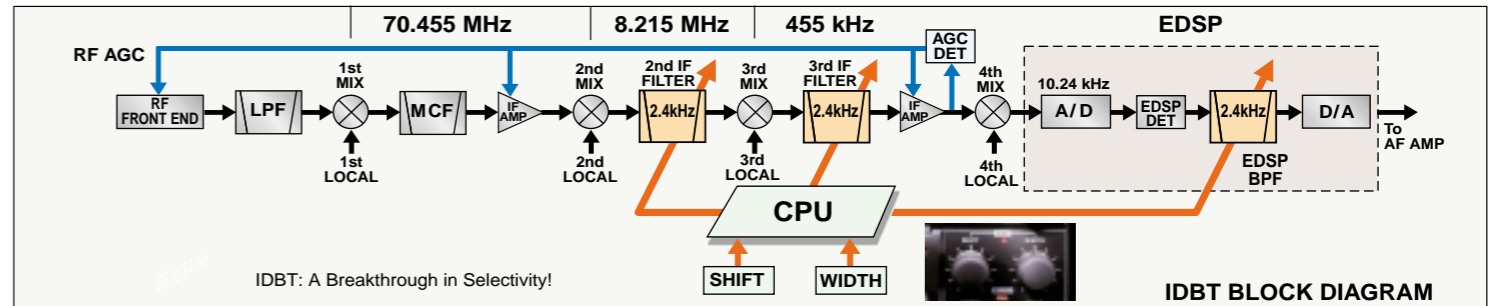 70.455 MHz
8.215 MHz
455 kHz
EDSP
RF AGC
AGC
DET
1st
MIX
2nd
MIX
2nd IF
FILTER
3rd
MIX
3rd IF
FILTER
4th
MIX
10.24 kHz
RF
FRONT END
LPF
MCF
IF
AMP
2.4kHz
2.4kHz
IF
AMP
A/D
EDSP
DET
2.4kHz
D/A
To
AF AMP
1st
LOCAL
2nd
LOCAL
3rd
LOCAL
4th
LOCAL
EDSP
BPF
CPU
SHIFT
WIDTH
IDBT: A Breakthrough in Selectivity!
IDBT BLOCK DIAGRAM